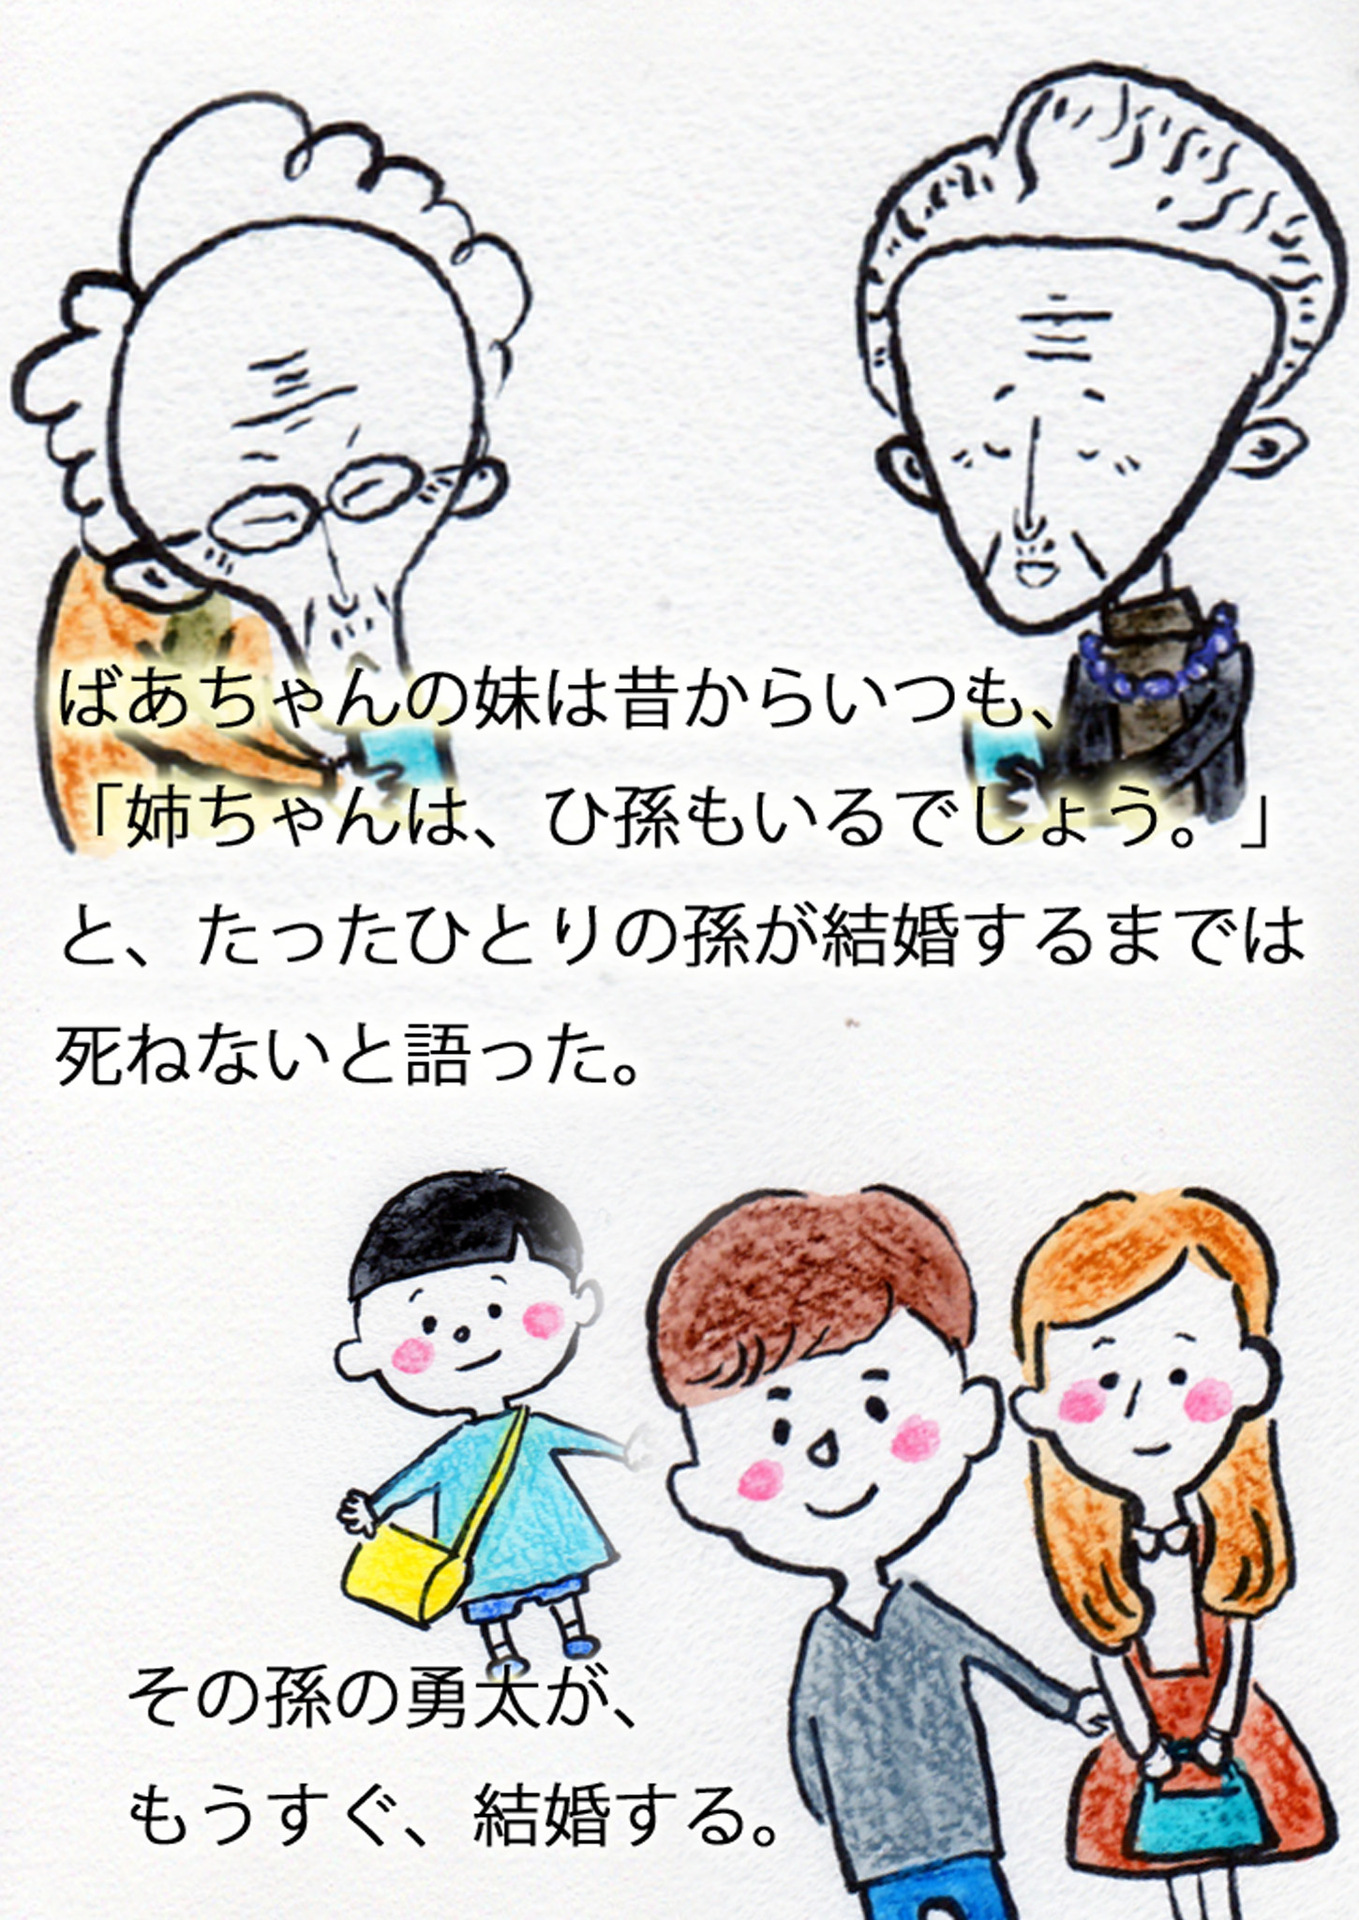 ばあちゃんの妹は昔からいつも、
「姉ちゃんは、ひ孫もいるでしょう。」
と、たったひとりの孫が結婚するまでは
死ねないと語った。
その孫の勇太が、
もうすぐ、結婚する。